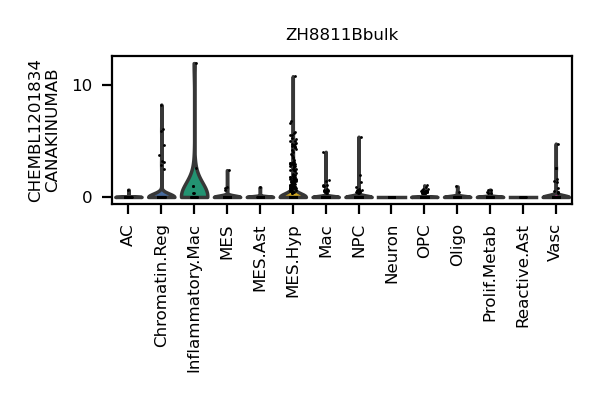 ZH8811Bbulk
CHEMBL1201834
CANAKINUMAB
10
0
AC
Chromatin.Reg
Inflammatory.Mac
MES
MES.Ast
MES.Hyp
Mac
NPC
Neuron
OPC
Oligo
Prolif.Metab
Reactive.Ast
Vasc